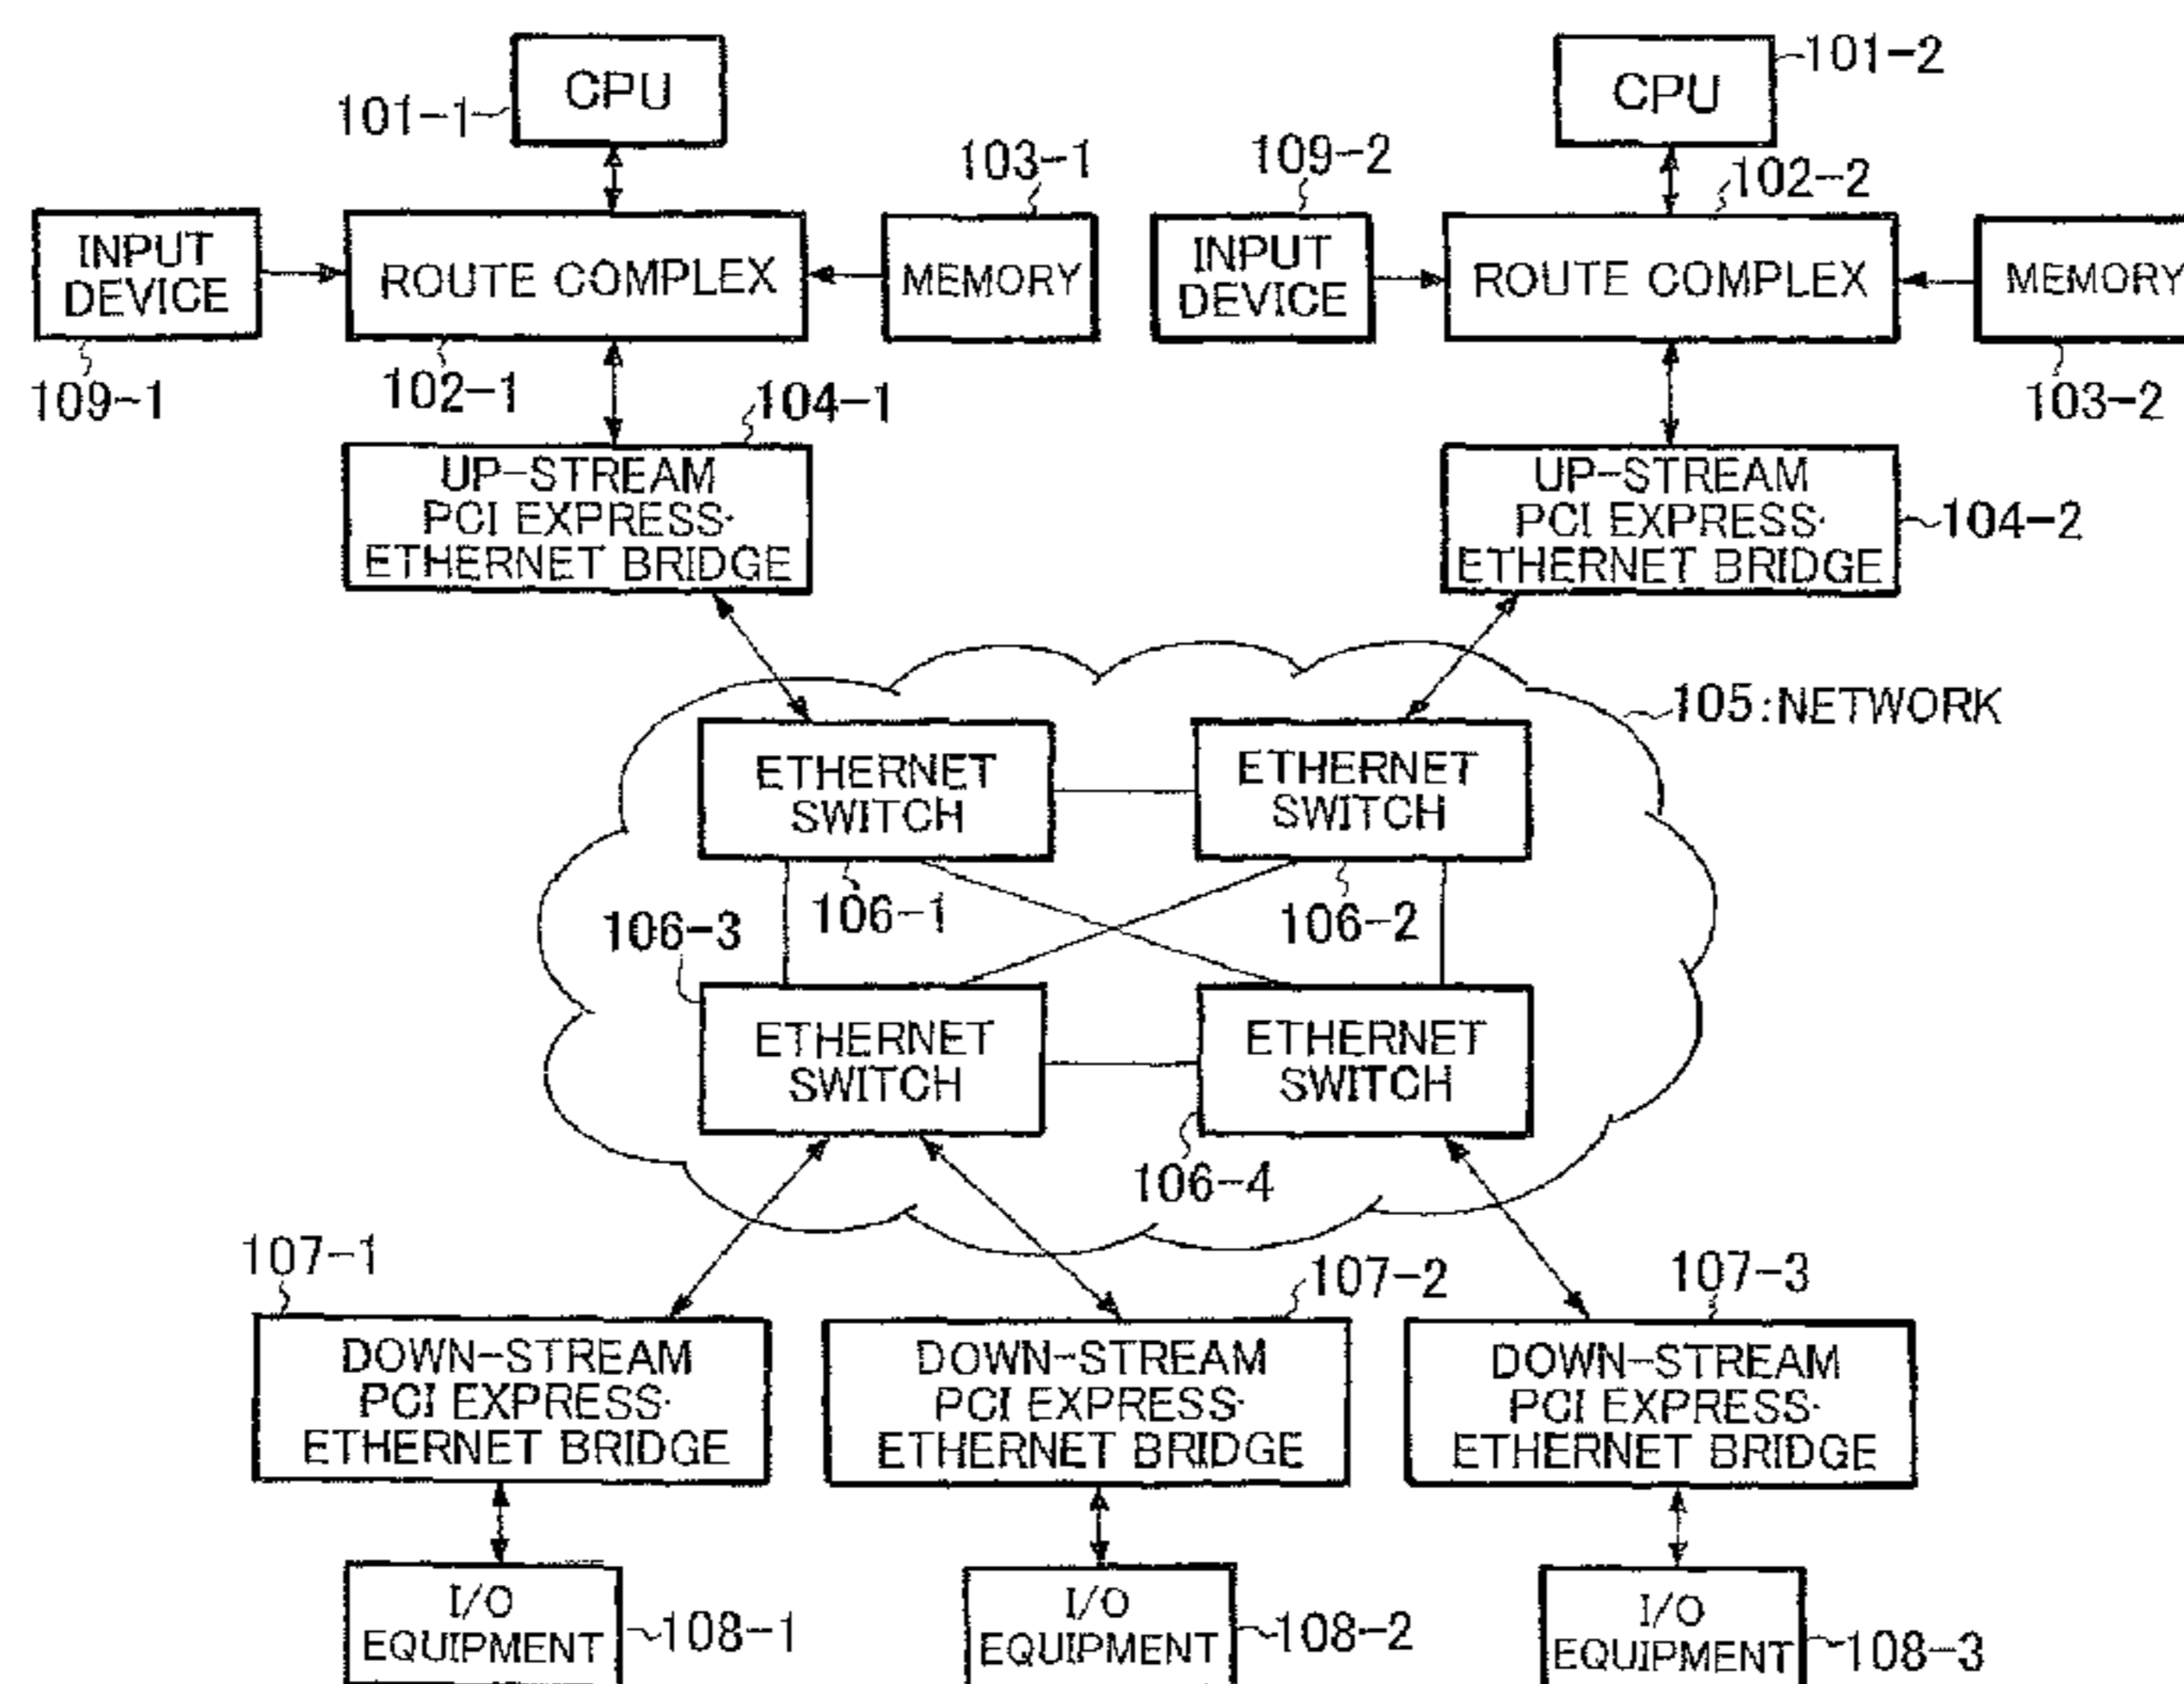 CPU
101-1
CPU
101-2
103-1
109-2
102-2
INPUT
DEVICE
ROUTE COMPLEX
MEMORY
INPUT
DEVICE
ROUTE COMPLEX
MEMORY
109-1
102-1
104-1
103-2
UP-STREAM
PCI EXPRESS·
ETHERNET BRIDGE
UP-STREAM
PCI EXPRESS·
ETHERNET BRIDGE
104-2
105:NETWORK
ETHERNET
SWITCH
ETHERNET
SWITCH
106-1
106-2
106-3
ETHERNET
SWITCH
ETHERNET
SWITCH
106-4
107-1
107-2
107-3
DOWN-STREAM
PCI EXPRESS·
ETHERNET BRIDGE
DOWN-STREAM
PCI EXPRESS·
ETHERNET BRIDGE
DOWN-STREAM
PCI EXPRESS·
ETHERNET BRIDGE
I/O
EQUIPMENT
108-1
I/O
EQUIPMENT
108-2
I/O
EQUIPMENT
108-3